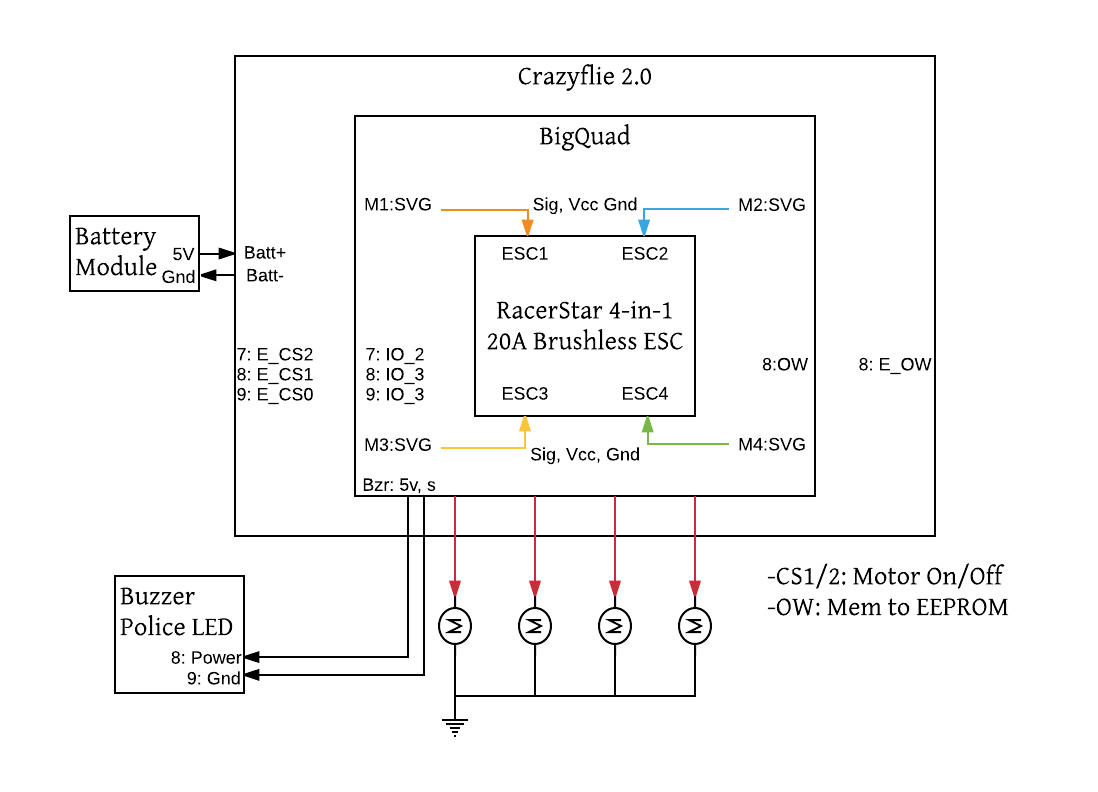 Crazyflie 2.0
BigQuad
M1:SVG
Sig, Vcc Gnd
M2:SVG
Battery
Module
5V
Gnd
Batt+
Batt-
ESC1
ESC2
RacerStar 4-in-1
20A Brushless ESC
7: E_CS2
8: E_CS1
9: E_CS0
7: IO_2
8: IO_3
9: IO_3
8:OW
8: E_OW
ESC3
ESC4
M3:SVG
Sig, Vcc, Gnd
M4:SVG
Bzr: 5v, s
Buzzer
Police LED
8: Power
9: Gnd
M
M
M
M
-CS1/2: Motor On/Off
-OW: Mem to EEPROM